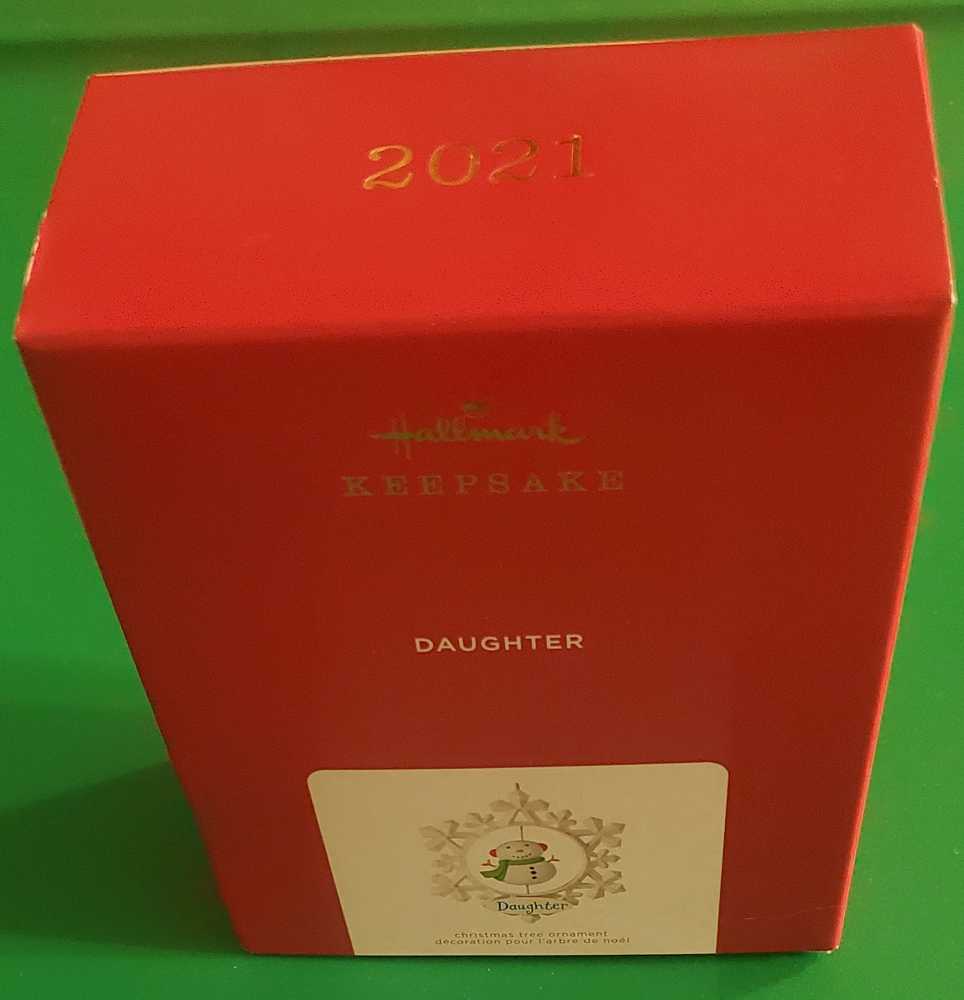 2021
Hallmark
KEEPSAKE
DAUGHTER
Daughter
christmas tree ornament
décoration pour l'arbre de noël